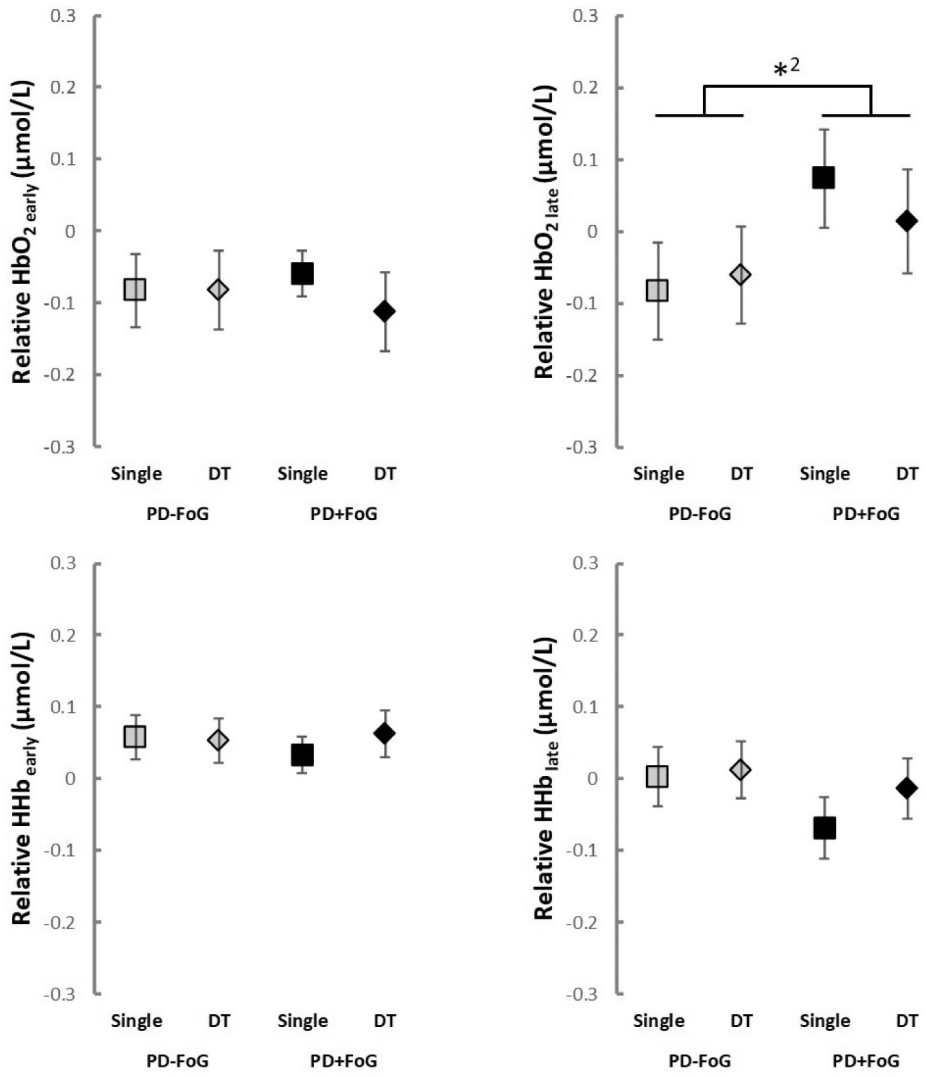 Relative HbO2 early (µmol/L)
0.3
0.2
0.1
0
-0.1
-0.2
-0.3
Single DT Single DT
PD-FoG PD+FoG
Relative HbO2 late (µmol/L)
0.3
0.2
0.1
0
-0.1
-0.2
-0.3
*2
Single DT Single DT
PD-FoG PD+FoG
Relative HHb early (µmol/L)
0.3
0.2
0.1
0
-0.1
-0.2
-0.3
Single DT Single DT
PD-FoG PD+FoG
Relative HHb late (µmol/L)
0.3
0.2
0.1
0
-0.1
-0.2
-0.3
Single DT Single DT
PD-FoG PD+FoG